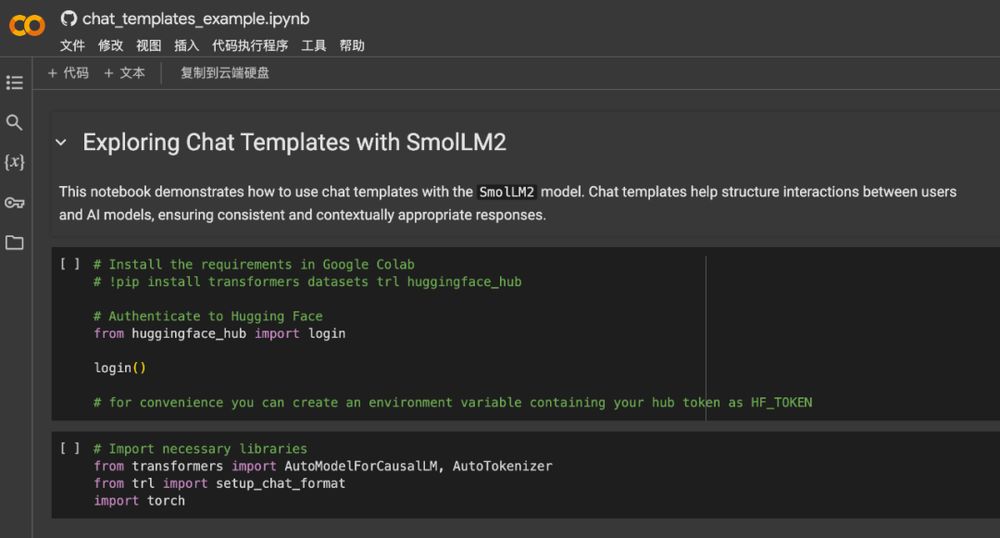 chat_templates_example.ipynb
文件 修改 视图 插入 代码执行程序 工具 帮助
+ 代码 + 文本 复制到云端硬盘
Exploring Chat Templates with SmolLM2
This notebook demonstrates how to use chat templates with the SmolLM2 model. Chat templates help structure interactions between users
and AI models, ensuring consistent and contextually appropriate responses.
[ ] # Install the requirements in Google Colab
# !pip install transformers datasets trl huggingface_hub
# Authenticate to Hugging Face
from huggingface_hub import login
login()
# for convenience you can create an environment variable containing your hub token as HF_TOKEN
[ ] # Import necessary libraries
from transformers import AutoModelForCausalLM, AutoTokenizer
from trl import setup_chat_format
import torch